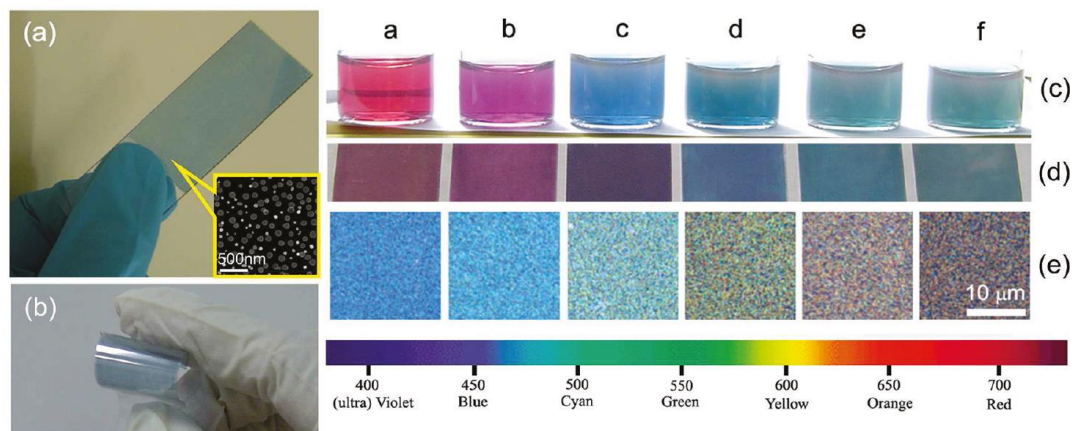 (a)
500nm
(b)
a b c d e f
(c)
(d)
(e)
10 μm
400 450 500 550 600 650 700
(ultra) Violet Blue Cyan Green Yellow Orange Red